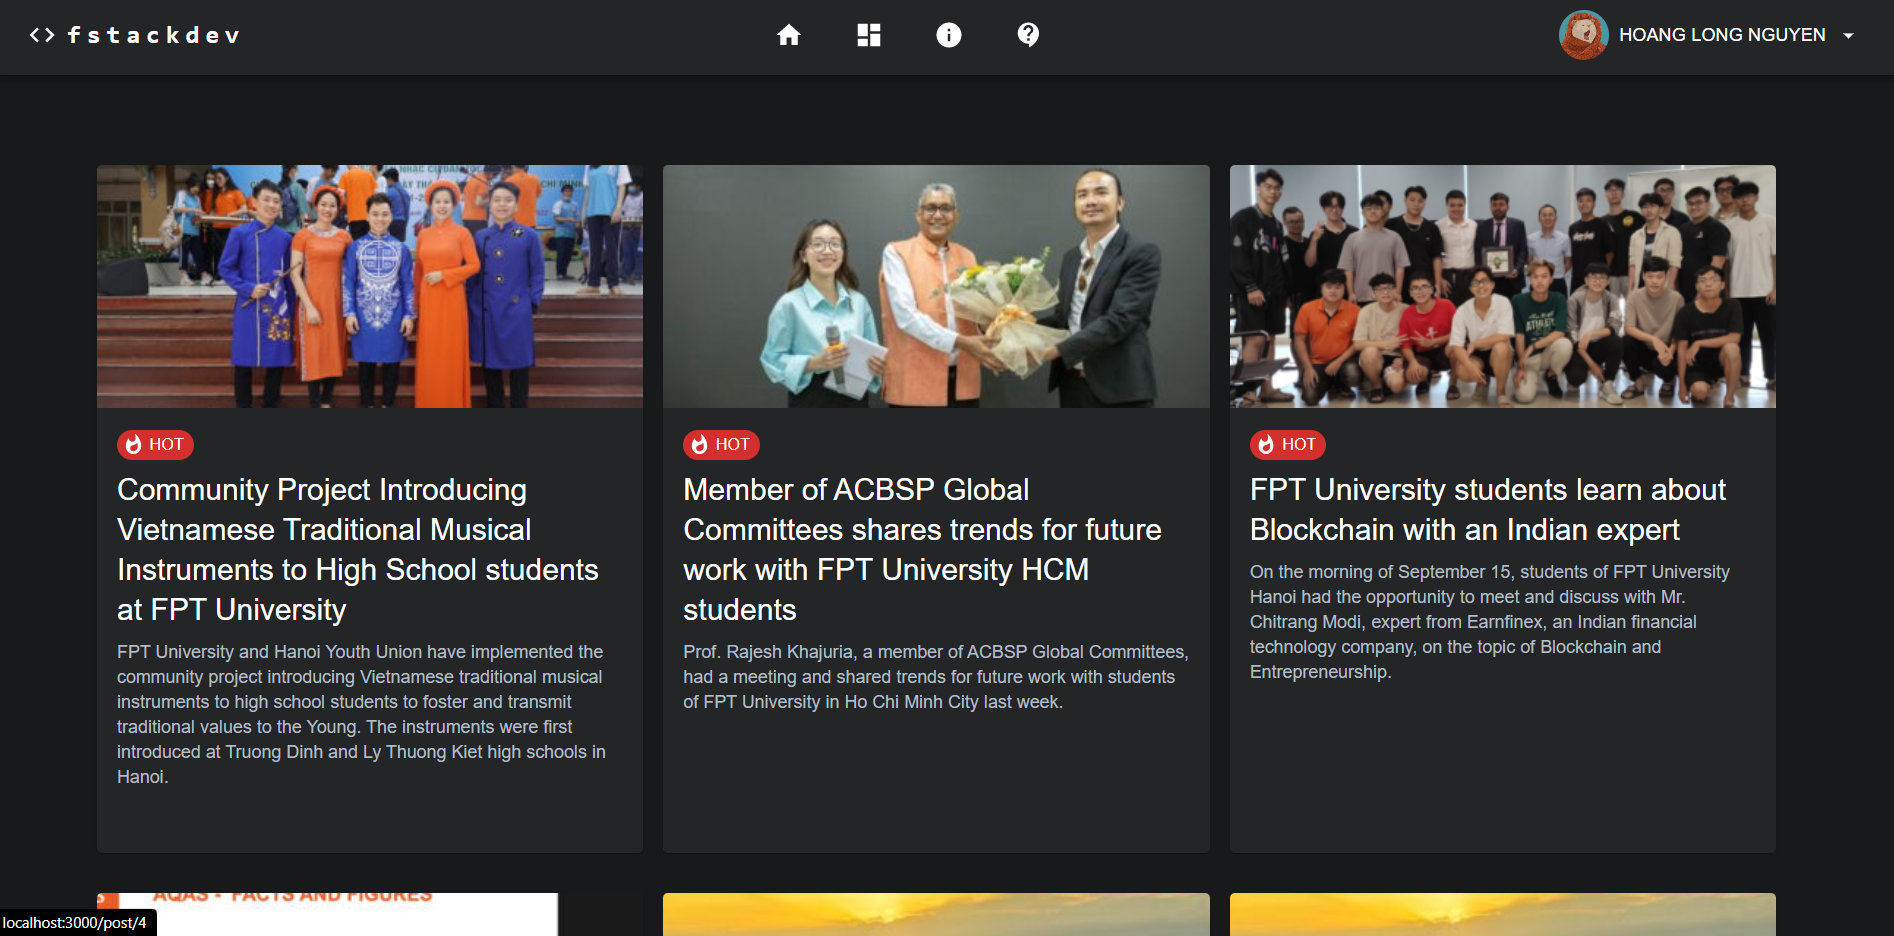 <> fstackdev
HOANG LONG NGUYEN
CHÍ MINH
HOT
Community Project Introducing
Vietnamese Traditional Musical
Instruments to High School students
at FPT University
FPT University and Hanoi Youth Union have implemented the
community project introducing Vietnamese traditional musical
instruments to high school students to foster and transmit
traditional values to the Young. The instruments were first
introduced at Truong Dinh and Ly Thuong Kiet high schools in
Hanoi.
HOT
Member of ACBSP Global
Committees shares trends for future
work with FPT University HCM
students
Prof. Rajesh Khajuria, a member of ACBSP Global Committees,
had a meeting and shared trends for future work with students
of FPT University in Ho Chi Minh City last week.
HOT
FPT University students learn about
Blockchain with an Indian expert
On the morning of September 15, students of FPT University
Hanoi had the opportunity to meet and discuss with Mr.
Chitrang Modi, expert from Earnfinex, an Indian financial
technology company, on the topic of Blockchain and
Entrepreneurship.
AQAS - FACTS AND FIGURES
localhost:3000/post/4